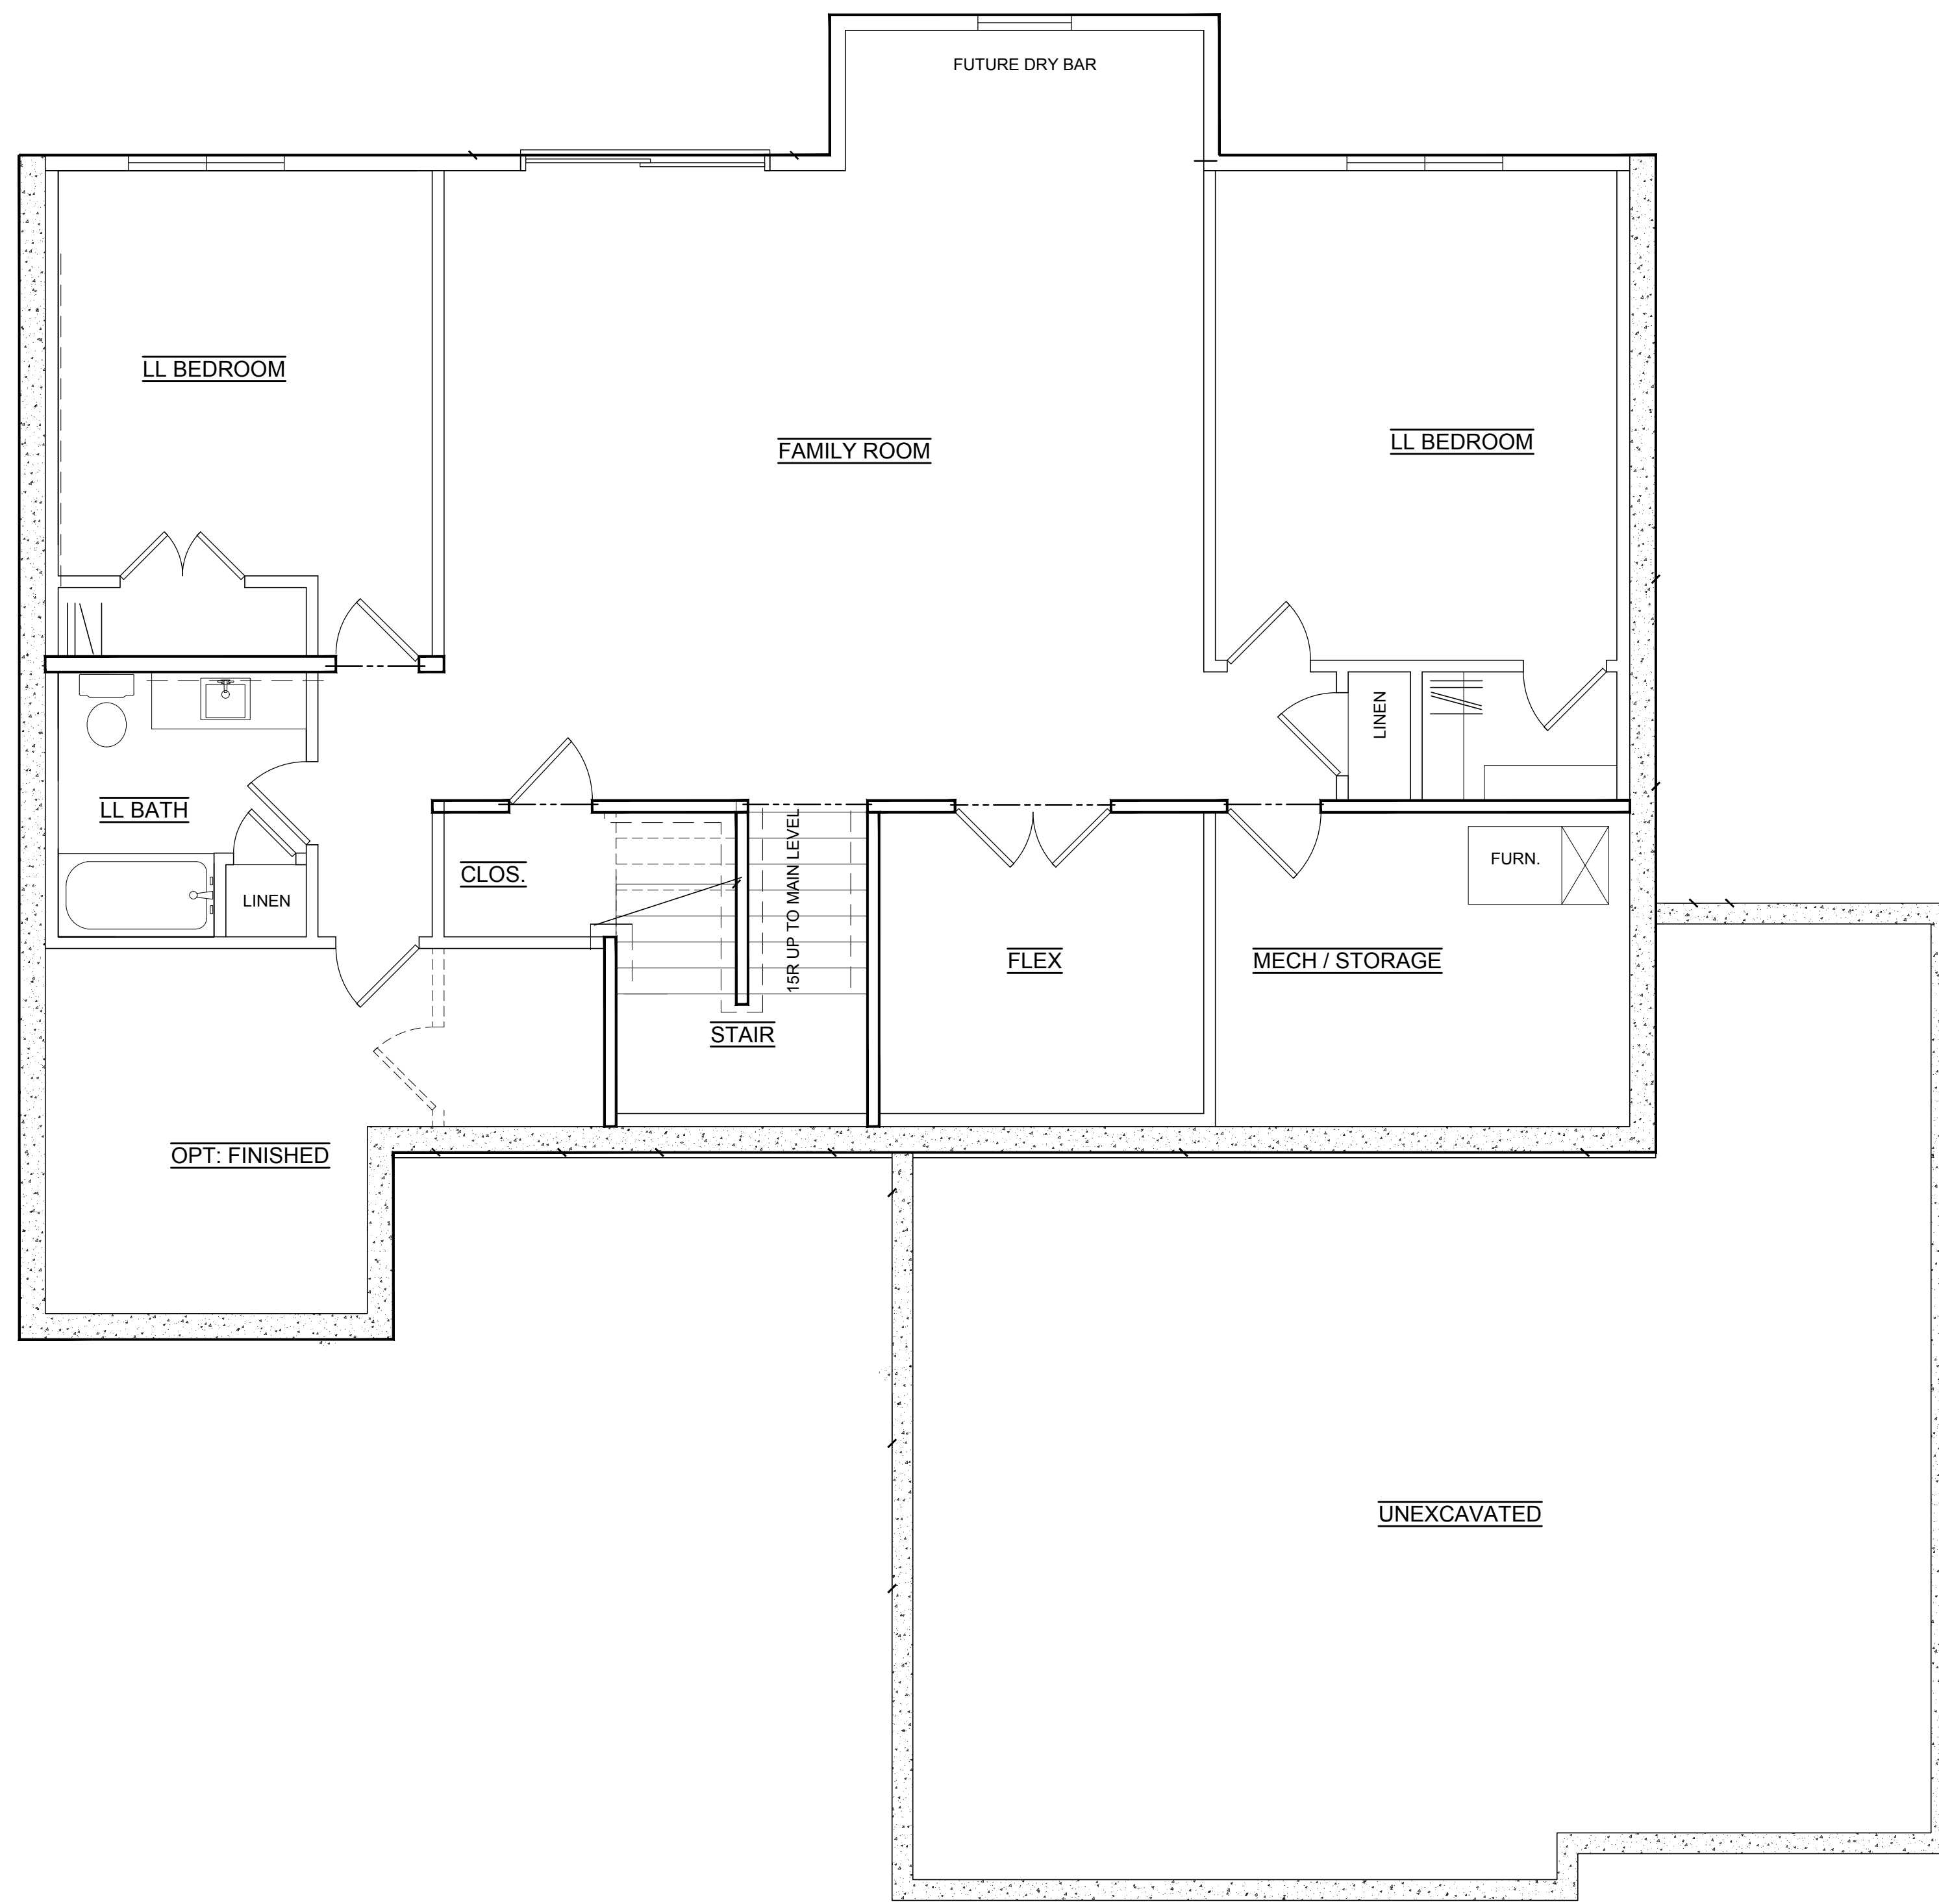 FUTURE DRY BAR
LL BEDROOM
FAMILY ROOM
LL BEDROOM
LINEN
LL BATH
CLOS.
LINEN
15R UP TO MAIN LEVEL
FURN.
FLEX
MECH / STORAGE
STAIR
OPT: FINISHED
UNEXCAVATED